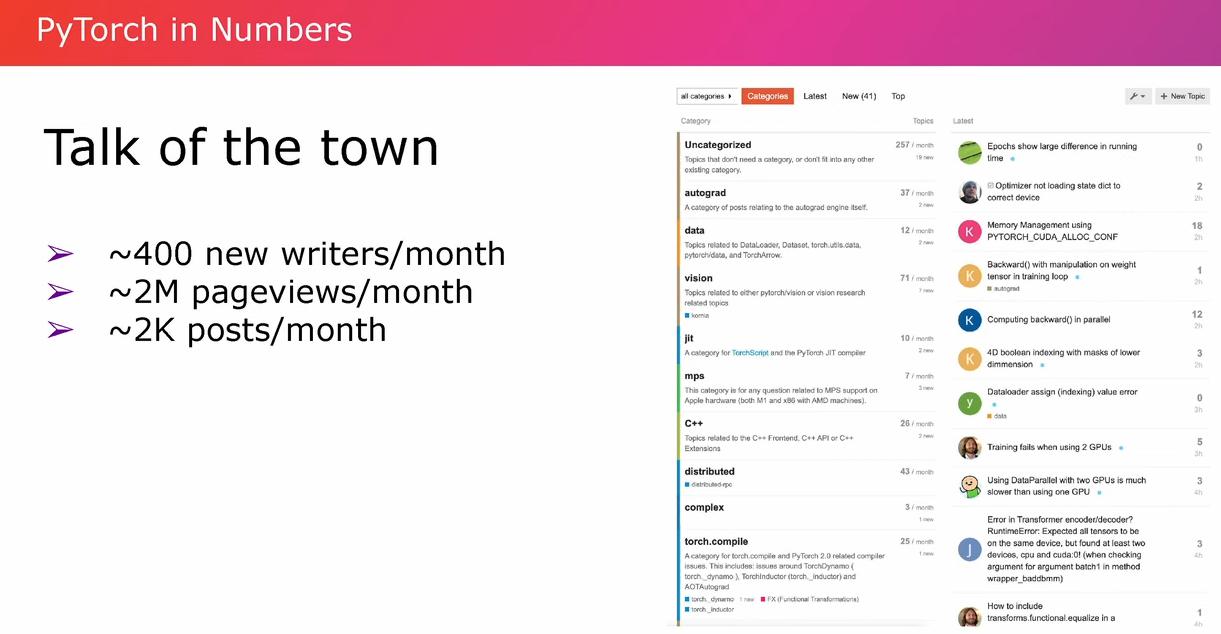 PyTorch in Numbers
Talk of the town
~400 new writers/month
~2M pageviews/month
~2K posts/month
all categories
Categories
Latest
New (41)
Top
New Topic
Category
Topics
Uncategorized
257 / month
Topics that don't need a category, or don't fit into any other
19 new
existing category.
autograd
37 / month
A category of posts relating to the autograd engine itself.
2 new
data
12 / month
Topics related to DataLoader, Dataset, torch.utils.data,
2 new
pytorch/data, and TorchArrow.
vision
71 / month
Topics related to either pytorch/vision or vision research
7 new
related topics
kornia
jit
10 / month
A category for TorchScript and the PyTorch JIT compiler
2 new
mps
7 / month
This category is for any question related to MPS support on
3 new
Apple hardware (both M1 and x86 with AMD machines).
C++
26 / month
Topics related to the C++ Frontend, C++ API or C++
2 new
Extensions
distributed
43 / month
distributed-rpc
complex
3 / month
1 new
torch.compile
25 / month
A category for torch.compile and PyTorch 2.0 related compiler
1 new
issues. This includes: issues around TorchDynamo (
torch._dynamo ), TorchInductor (torch._inductor) and
AOTAutograd
torch._dynamo 1 new FX (Functional Transformations)
torch._inductor
Latest
Epochs show large difference in running
0
time
1h
Optimizer not loading state dict to
2
correct device
2h
K
Memory Management using
18
PYTORCH_CUDA_ALLOC_CONF
2h
K
Backward() with manipulation on weight
1
tensor in training loop
2h
autograd
K
Computing backward() in parallel
12
2h
K
4D boolean indexing with masks of lower
3
dimmension
2h
y
Dataloader assign (indexing) value error
0
3h
data
Training fails when using 2 GPUs
5
3h
Using DataParallel with two GPUs is much
3
slower than using one GPU
4h
J
Error in Transformer encoder/decoder?
RuntimeError: Expected all tensors to be
on the same device, but found at least two
3
devices, cpu and cuda:0! (when checking
4h
argument for argument batch1 in method
wrapper_baddbmm)
How to include
1
transforms.functional.equalize in a
4h